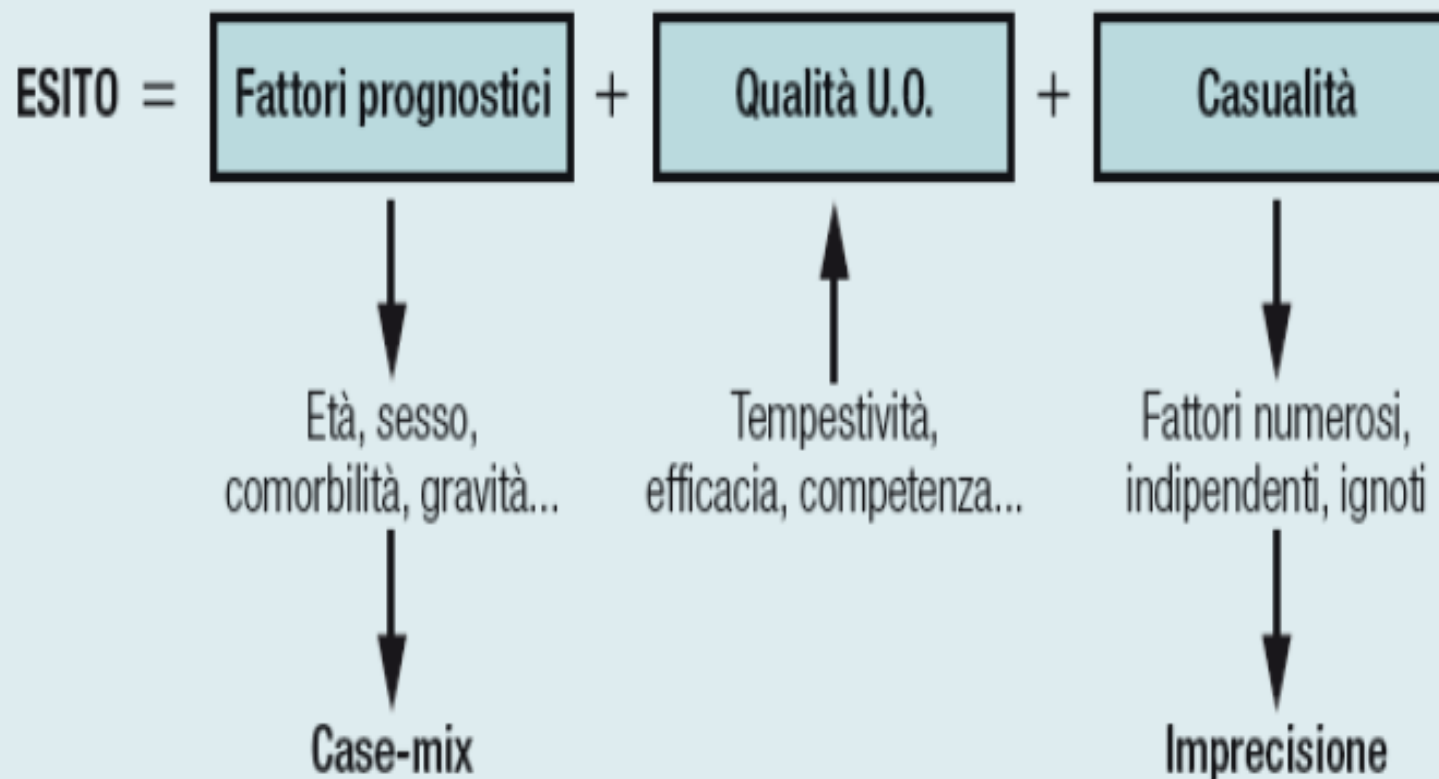 ESITO = Fattori prognostici + Qualità U.O. + Casualità
Età, sesso,
comorbilità, gravità...
Tempestività,
efficacia, competenza...
Fattori numerosi,
indipendenti, ignoti
Case-mix
Imprecisione